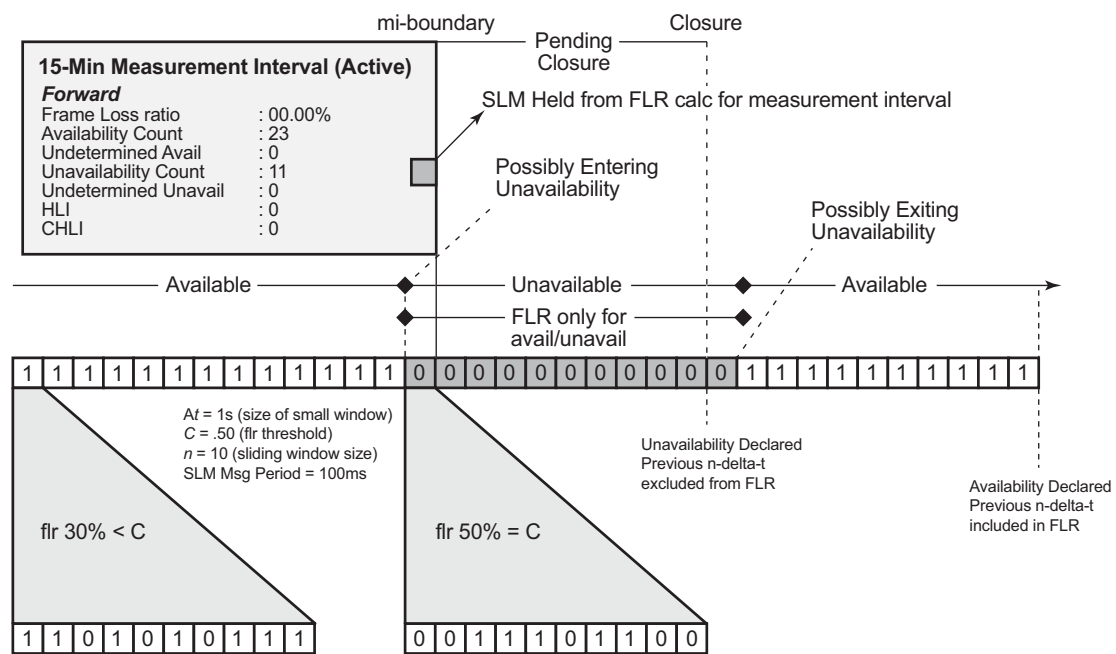 mi-boundary
Closure
Pending
Closure
15-Min Measurement Interval (Active)
Forward
Frame Loss ratio : 00.00%
Availability Count : 23
Undetermined Avail : 0
Unavailability Count : 11
Undetermined Unavail : 0
HLI : 0
CHLI : 0
SLM Held from FLR calc for measurement interval
Possibly Entering
Unavailability
Possibly Exiting
Unavailability
Available
Unavailable
Available
FLR only for
avail/unavail
1 1 1 1 1 1 1 1 1 1 1 1 1 0 0 0 0 0 0 0 0 0 0 0 1 1 1 1 1 1 1 1 1 1
At = 1s (size of small window)
C = .50 (flr threshold)
n = 10 (sliding window size)
SLM Msg Period = 100ms
Unavailability Declared
Previous n-delta-t
excluded from FLR
Availability Declared
Previous n-delta-t
included in FLR
flr 30% < C
flr 50% = C
1 1 0 1 0 1 0 1 1 1
0 0 1 1 1 0 1 1 0 0